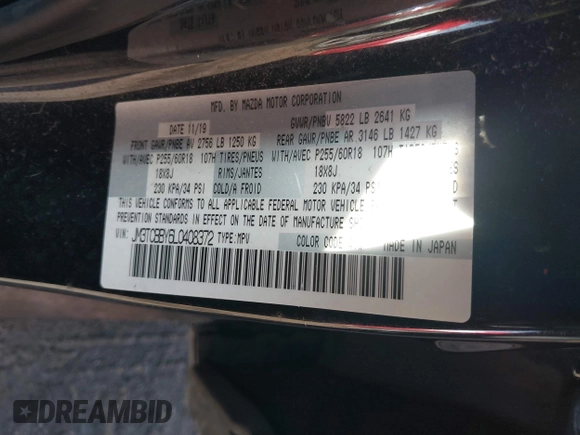 MFD. BY MAZDA MOTOR CORPORATION
DATE 11/19 GVWR/PNBV 5822 LB 2641 KG
FRONT GAWR/PNBE AV 2756 LB 1250 KG REAR GAWR/PNBE AR 3146 LB 1427 KG
WITH/AVEC P255/60R18 107H TIRES/PNEUS WITH/AVEC P255/60R18 107H TIRES/
18X8J RIMS/JANTES 18X8J
230 KPA/34 PSI COLD/A FROID 230 KPA/34 PSI
THIS VEHICLE CONFORMS TO ALL APPLICABLE FEDERAL MOTOR VEHICLE
PREVENTION STANDARDS IN EFFECT ON THE DATE OF MANUFACTURE
VIN: JM3TCBBY6L0408372 TYPE: MPV MADE IN JAPAN
DREAMBID